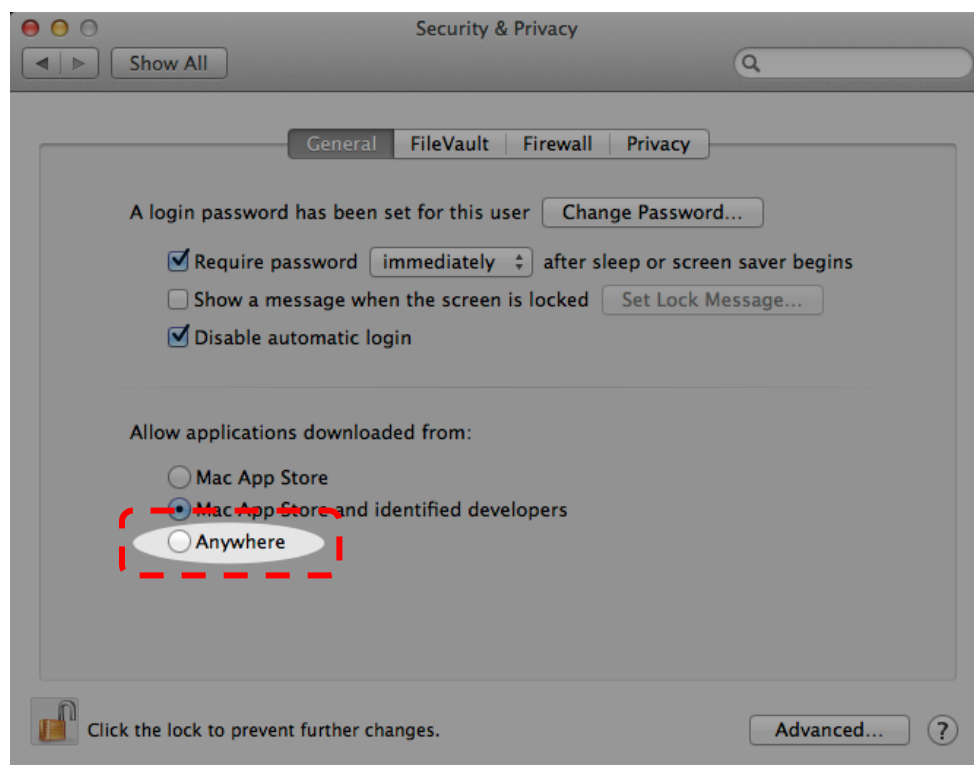 Security & Privacy
Show All
General FileVault Firewall Privacy
A login password has been set for this user Change Password...
Require password immediately after sleep or screen saver begins
Show a message when the screen is locked Set Lock Message...
Disable automatic login
Allow applications downloaded from:
Mac App Store
Mac App Store and identified developers
Anywhere
Click the lock to prevent further changes. Advanced... ?